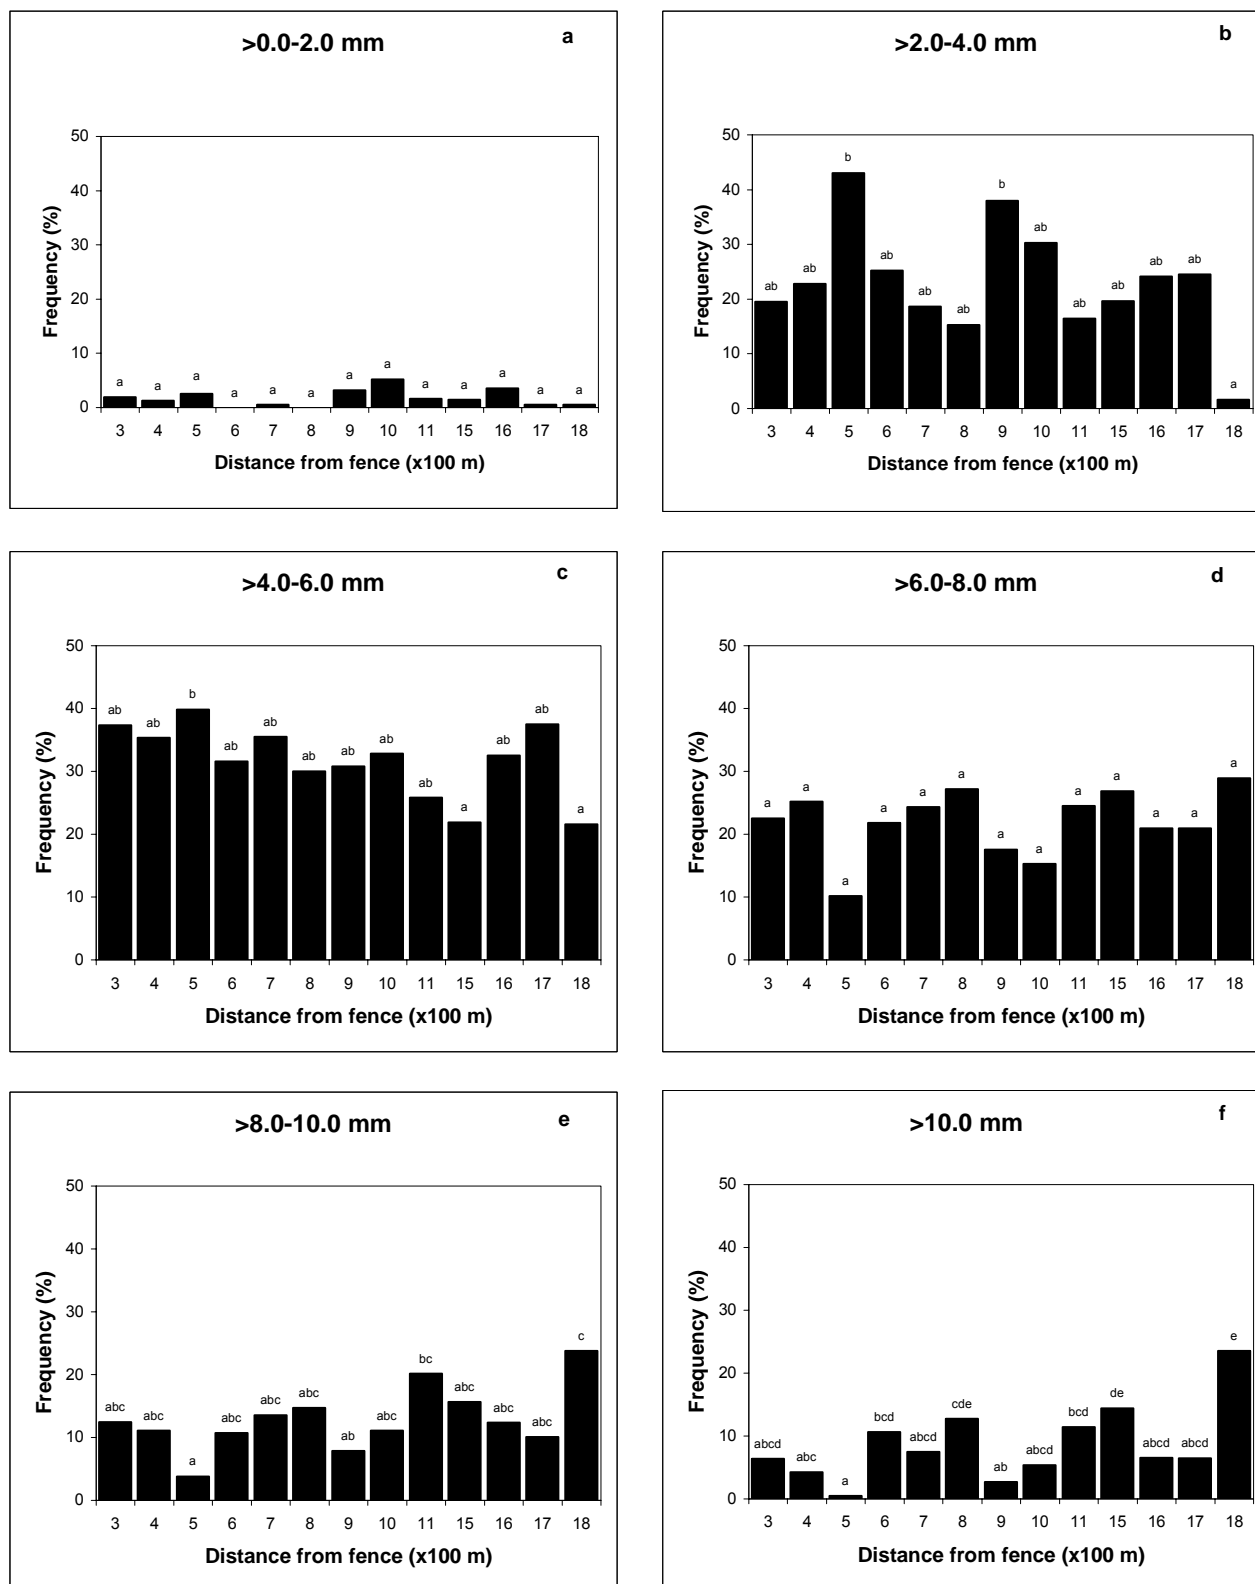 >0.0-2.0 mm a
50
40
30
20
10
0
Frequency (%)
a a a a a a a a a a a a a
3 4 5 6 7 8 9 10 11 15 16 17 18
Distance from fence (x100 m)
>2.0-4.0 mm b
50
40
30
20
10
0
Frequency (%)
ab ab b ab ab ab b ab ab ab ab ab a
3 4 5 6 7 8 9 10 11 15 16 17 18
Distance from fence (x100 m)
>4.0-6.0 mm c
50
40
30
20
10
0
Frequency (%)
ab ab b ab ab ab ab ab ab a ab ab a
3 4 5 6 7 8 9 10 11 15 16 17 18
Distance from fence (x100 m)
>6.0-8.0 mm d
50
40
30
20
10
0
Frequency (%)
a a a a a a a a a a a a a
3 4 5 6 7 8 9 10 11 15 16 17 18
Distance from fence (x100 m)
>8.0-10.0 mm e
50
40
30
20
10
0
Frequency (%)
abc abc a abc abc abc ab abc bc abc abc abc c
3 4 5 6 7 8 9 10 11 15 16 17 18
Distance from fence (x100 m)
>10.0 mm f
50
40
30
20
10
0
Frequency (%)
abcd abc a bcd abcd cde ab abcd bcd de abcd abcd e
3 4 5 6 7 8 9 10 11 15 16 17 18
Distance from fence (x100 m)